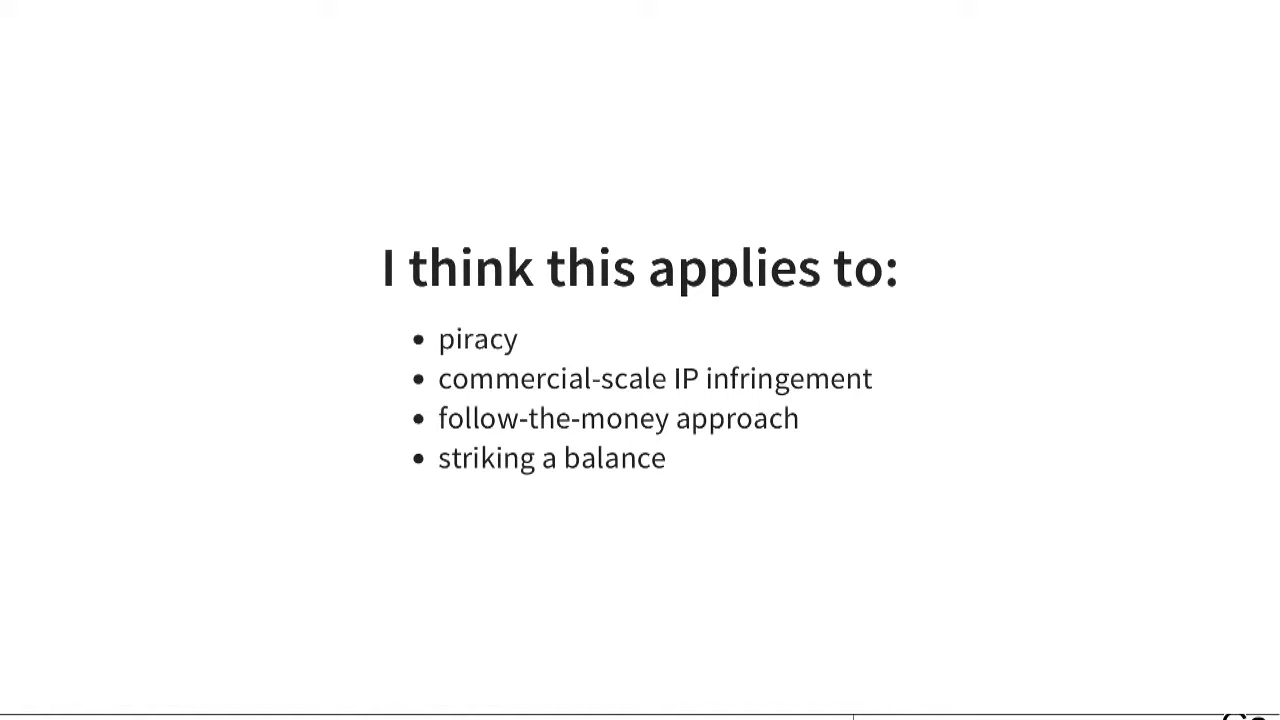 I think this applies to:
piracy
commercial-scale IP infringement
follow-the-money approach
striking a balance